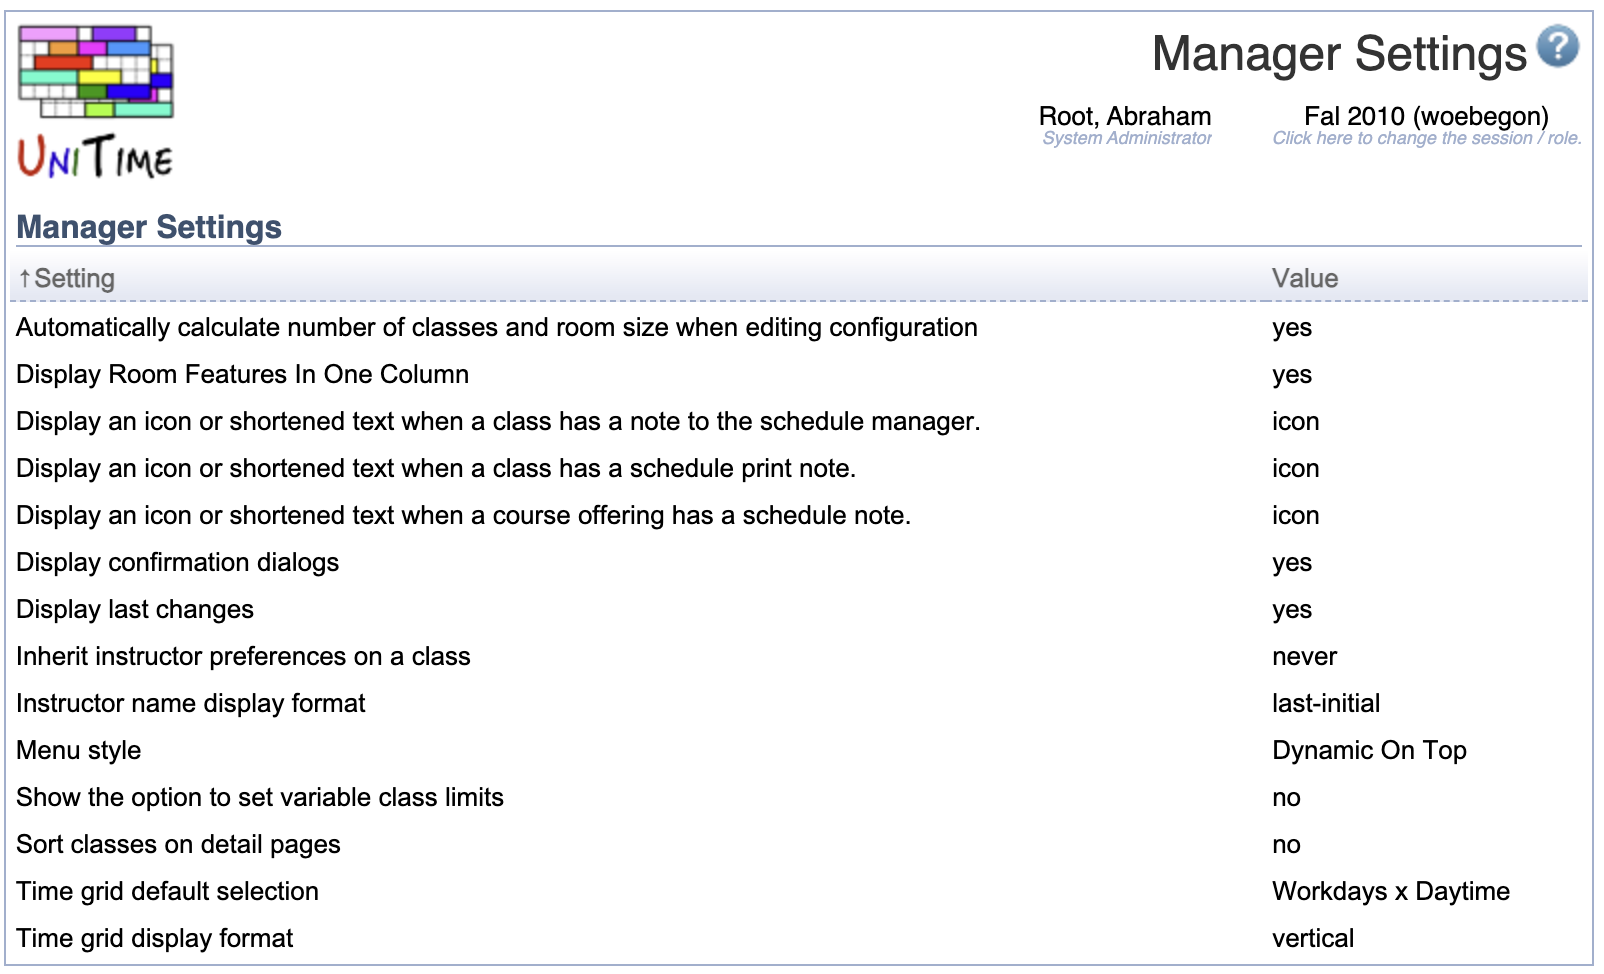 UNITIME
Manager Settings ?
Root, Abraham Fal 2010 (woebegon)
System Administrator Click here to change the session / role.
Manager Settings
↑Setting Value
Automatically calculate number of classes and room size when editing configuration yes
Display Room Features In One Column yes
Display an icon or shortened text when a class has a note to the schedule manager. icon
Display an icon or shortened text when a class has a schedule print note. icon
Display an icon or shortened text when a course offering has a schedule note. icon
Display confirmation dialogs yes
Display last changes yes
Inherit instructor preferences on a class never
Instructor name display format last-initial
Menu style Dynamic On Top
Show the option to set variable class limits no
Sort classes on detail pages no
Time grid default selection Workdays x Daytime
Time grid display format vertical